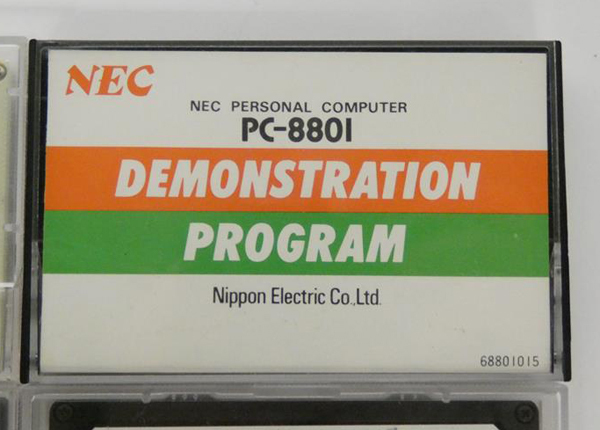 NEC
NEC PERSONAL COMPUTER
PC-8801
DEMONSTRATION
PROGRAM
Nippon Electric Co.,Ltd.
68801015